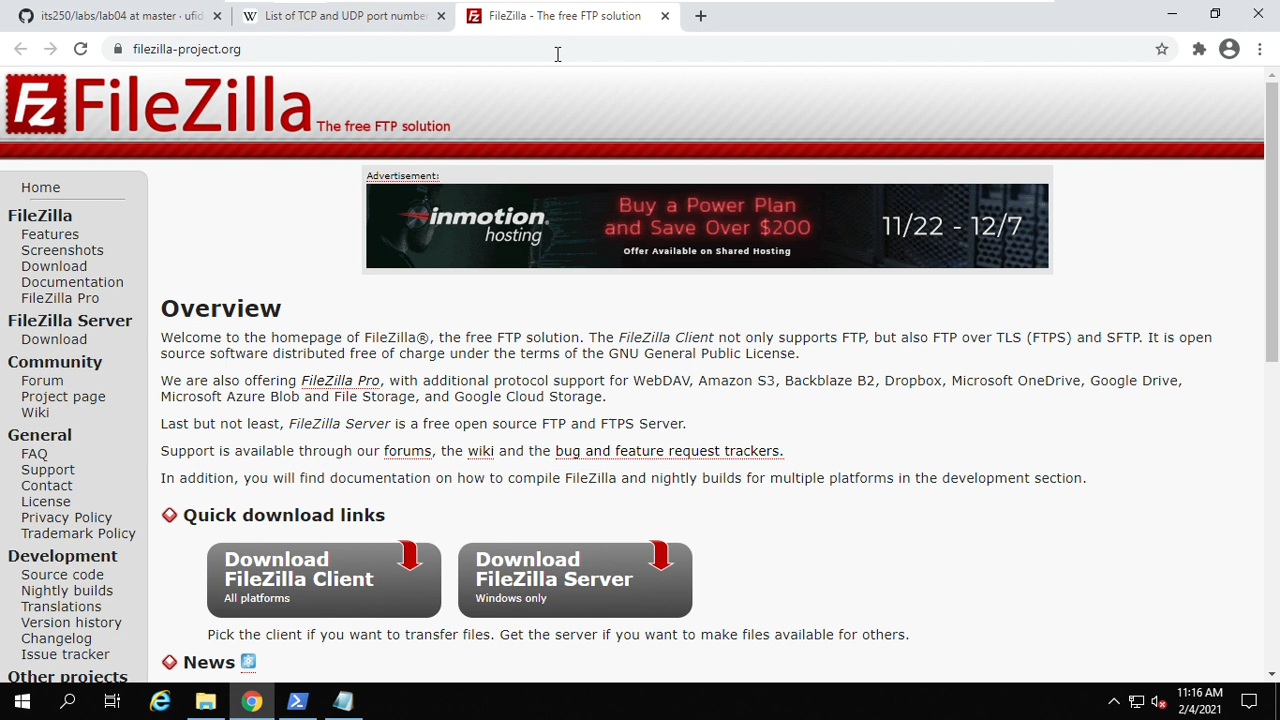 its250/labs/lab04 at master · ufid
List of TCP and UDP port number
FileZilla - The free FTP solution
filezilla-project.org
FileZilla The free FTP solution
Home
FileZilla
Features
Screenshots
Download
Documentation
FileZilla Pro
FileZilla Server
Download
Community
Forum
Project page
Wiki
General
FAQ
Support
Contact
License
Privacy Policy
Trademark Policy
Development
Source code
Nightly builds
Translations
Version history
Changelog
Issue tracker
Other projects
Advertisement:
inmotion hosting
Buy a Power Plan
and Save Over $200
Offer Available on Shared Hosting
11/22 - 12/7
Overview
Welcome to the homepage of FileZilla®, the free FTP solution. The FileZilla Client not only supports FTP, but also FTP over TLS (FTPS) and SFTP. It is open
source software distributed free of charge under the terms of the GNU General Public License.
We are also offering FileZilla Pro, with additional protocol support for WebDAV, Amazon S3, Backblaze B2, Dropbox, Microsoft OneDrive, Google Drive,
Microsoft Azure Blob and File Storage, and Google Cloud Storage.
Last but not least, FileZilla Server is a free open source FTP and FTPS Server.
Support is available through our forums, the wiki and the bug and feature request trackers.
In addition, you will find documentation on how to compile FileZilla and nightly builds for multiple platforms in the development section.
Quick download links
Download
FileZilla Client
All platforms
Download
FileZilla Server
Windows only
Pick the client if you want to transfer files. Get the server if you want to make files available for others.
News
11:16 AM
2/4/2021